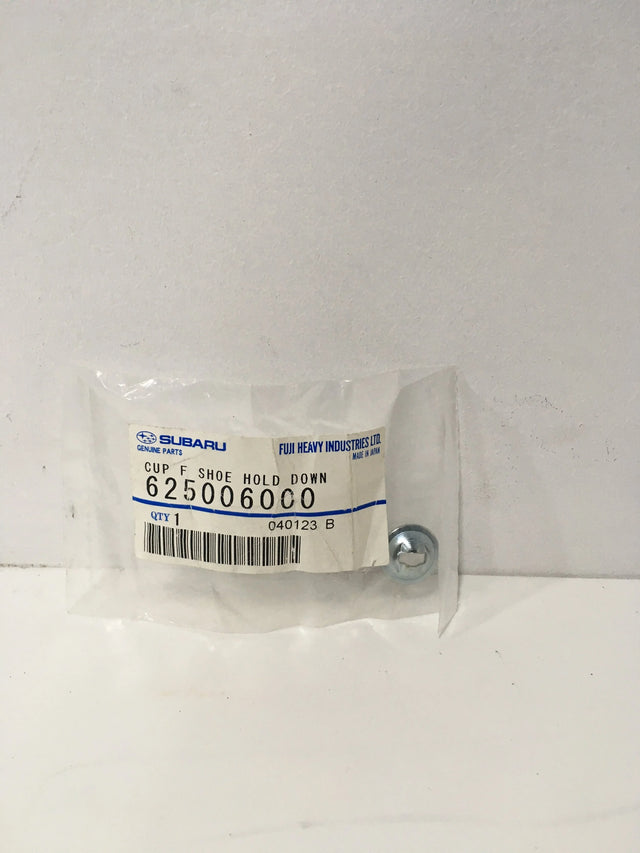 SUBARU
GENUINE PARTS
FUJI HEAVY INDUSTRIES LTD.
MADE IN JAPAN
CUP F SHOE HOLD DOWN
625006000
QTY 1
040123 B